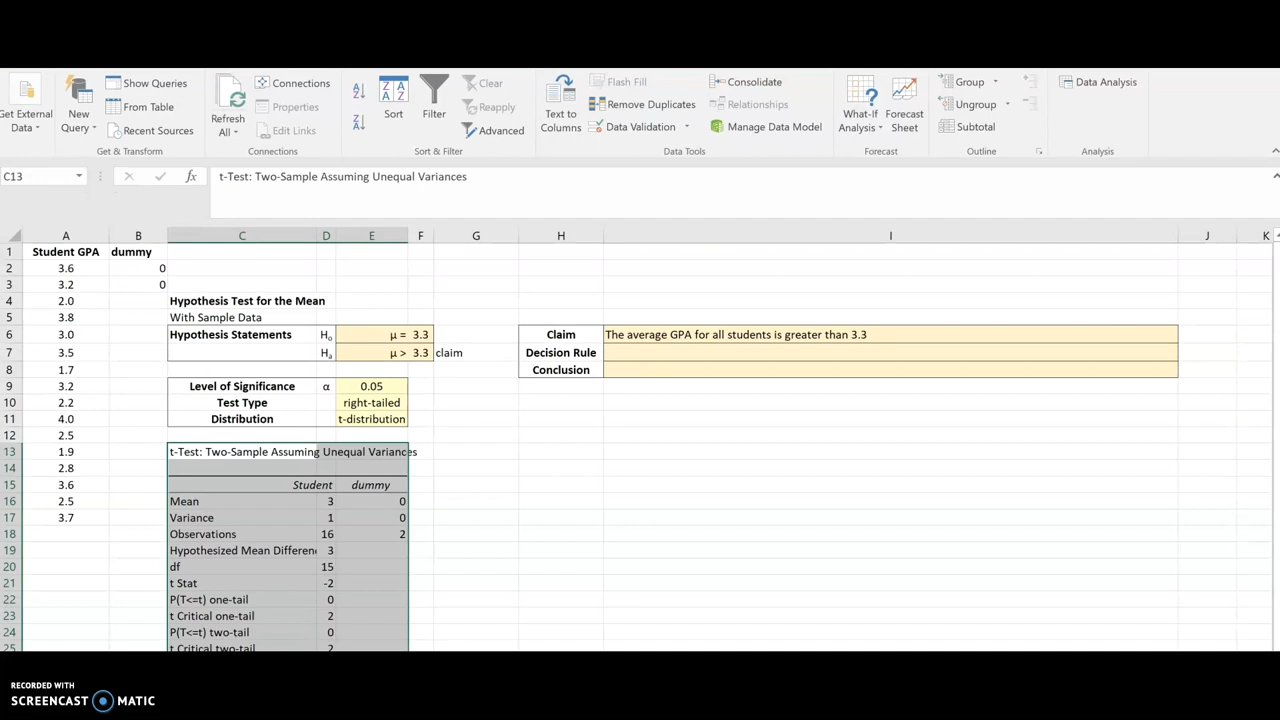 Get External Data
New Query
Show Queries
From Table
Recent Sources
Get & Transform
Refresh All
Connections
Properties
Edit Links
Connections
Sort
Filter
Clear
Reapply
Advanced
Sort & Filter
Text to Columns
Flash Fill
Remove Duplicates
Data Validation
Consolidate
Relationships
Manage Data Model
Data Tools
What-If Analysis
Forecast Sheet
Forecast
Group
Ungroup
Subtotal
Outline
Data Analysis
Analysis
C13 fx t-Test: Two-Sample Assuming Unequal Variances
A B C D E F G H I J K
1 Student GPA dummy
2 3.6 0
3 3.2 0
4 2.0 Hypothesis Test for the Mean
5 3.8 With Sample Data
6 3.0 Hypothesis Statements Ho μ = 3.3 Claim The average GPA for all students is greater than 3.3
7 3.5 Ha μ > 3.3 claim Decision Rule
8 1.7 Conclusion
9 3.2 Level of Significance α 0.05
10 2.2 Test Type right-tailed
11 4.0 Distribution t-distribution
12 2.5
13 1.9 t-Test: Two-Sample Assuming Unequal Variances
14 2.8
15 3.6 Student dummy
16 2.5 Mean 3 0
17 3.7 Variance 1 0
18 Observations 16 2
19 Hypothesized Mean Differen 3
20 df 15
21 t Stat -2
22 P(T<=t) one-tail 0
23 t Critical one-tail 2
24 P(T<=t) two-tail 0
25 t Critical two-tail 2
RECORDED WITH
SCREENCAST MATIC